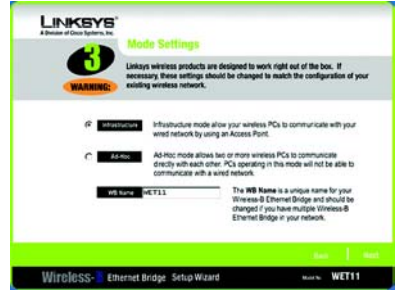 LINKSYS®
A Division of Cisco Systems, Inc.
3
WARNING:
Mode Settings
Linksys wireless products are designed to work right out of the box. If
necessary, these settings should be changed to match the configuration of your
existing wireless network.
Infrastructure
Infrastructure mode allow your wireless PCs to communicate with your
wired network by using an Access Point.
Ad-Hoc
Ad-Hoc mode allows two or more wireless PCs to communicate
directly with each other. PCs operating in this mode will not be able to
communicate with a wired network.
WB Name
WET11
The WB Name is a unique name for your
Wireless-B Ethernet Bridge and should be
changed if you have multiple Wireless-B
Ethernet Bridge in your network.
Back
Next
Wireless-B Ethernet Bridge Setup Wizard
Model No. WET11